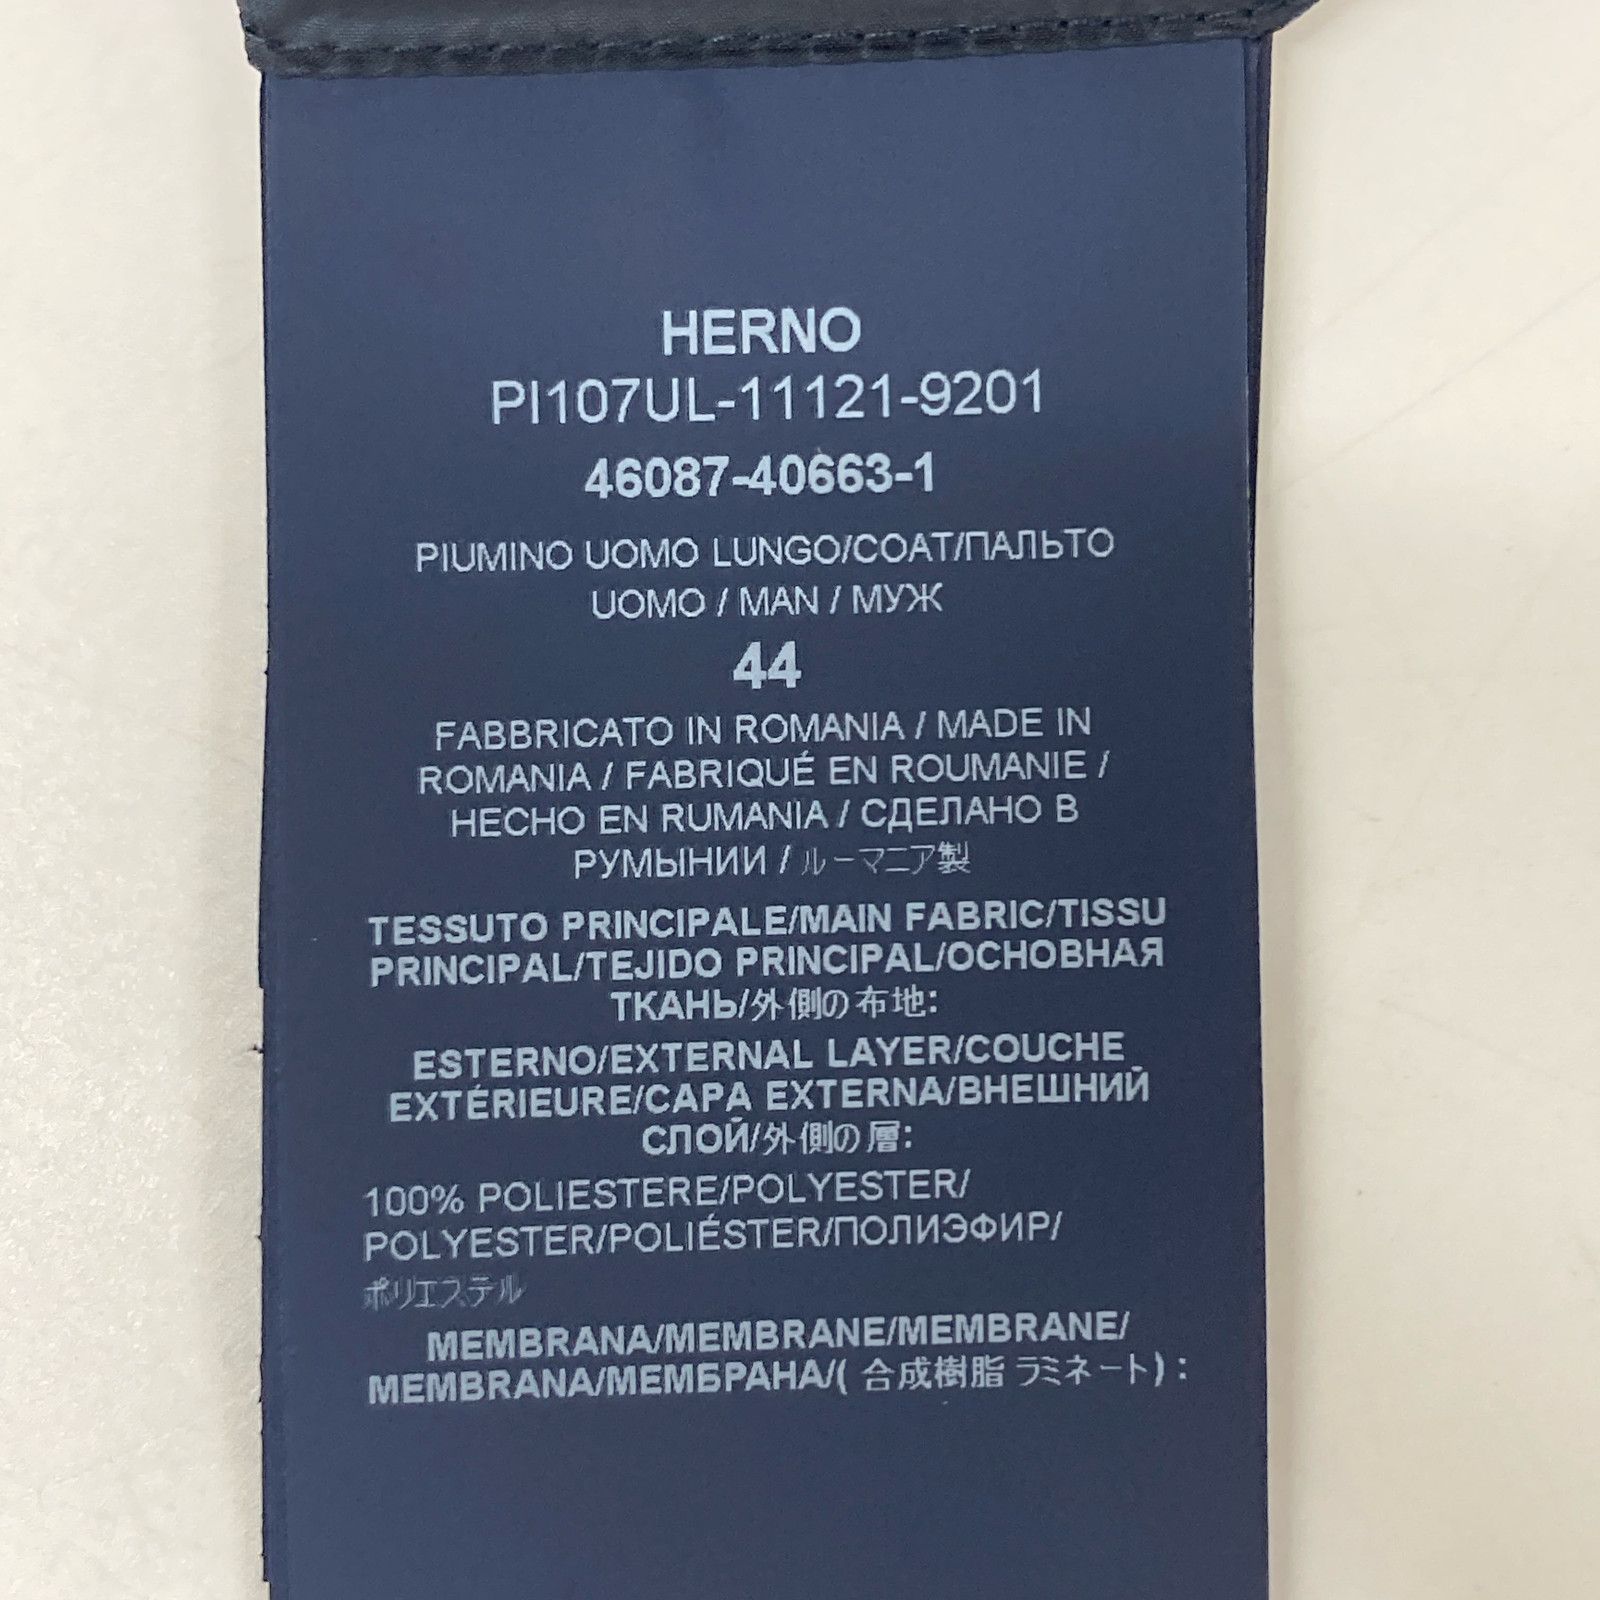 HERNO
PI107UL-11121-9201
46087-40663-1
PIUMINO UOMO LUNGO/COAT/ПАЛЬТО
UOMO / MAN / МУЖ
44
FABBRICATO IN ROMANIA / MADE IN
ROMANIA / FABRIQUÉ EN ROUMANIE /
HECHO EN RUMANIA / СДЕЛАНО В
РУМЫНИИ / ルーマニア製
TESSUTO PRINCIPALE/MAIN FABRIC/TISSU
PRINCIPAL/TEJIDO PRINCIPAL/ОСНОВНАЯ
ТКАНЬ/外側の布地:
ESTERNO/EXTERNAL LAYER/COUCHE
EXTÉRIEURE/CAPA EXTERNA/ВНЕШНИЙ
СЛОЙ/外側の層:
100% POLIESTERE/POLYESTER/
POLYESTER/POLIÉSTER/ПОЛИЭФИР/
ポリエステル
MEMBRANA/MEMBRANE/MEMBRANE/
MEMBRANA/МЕМБРАНА/( 合成樹脂 ラミネート) :